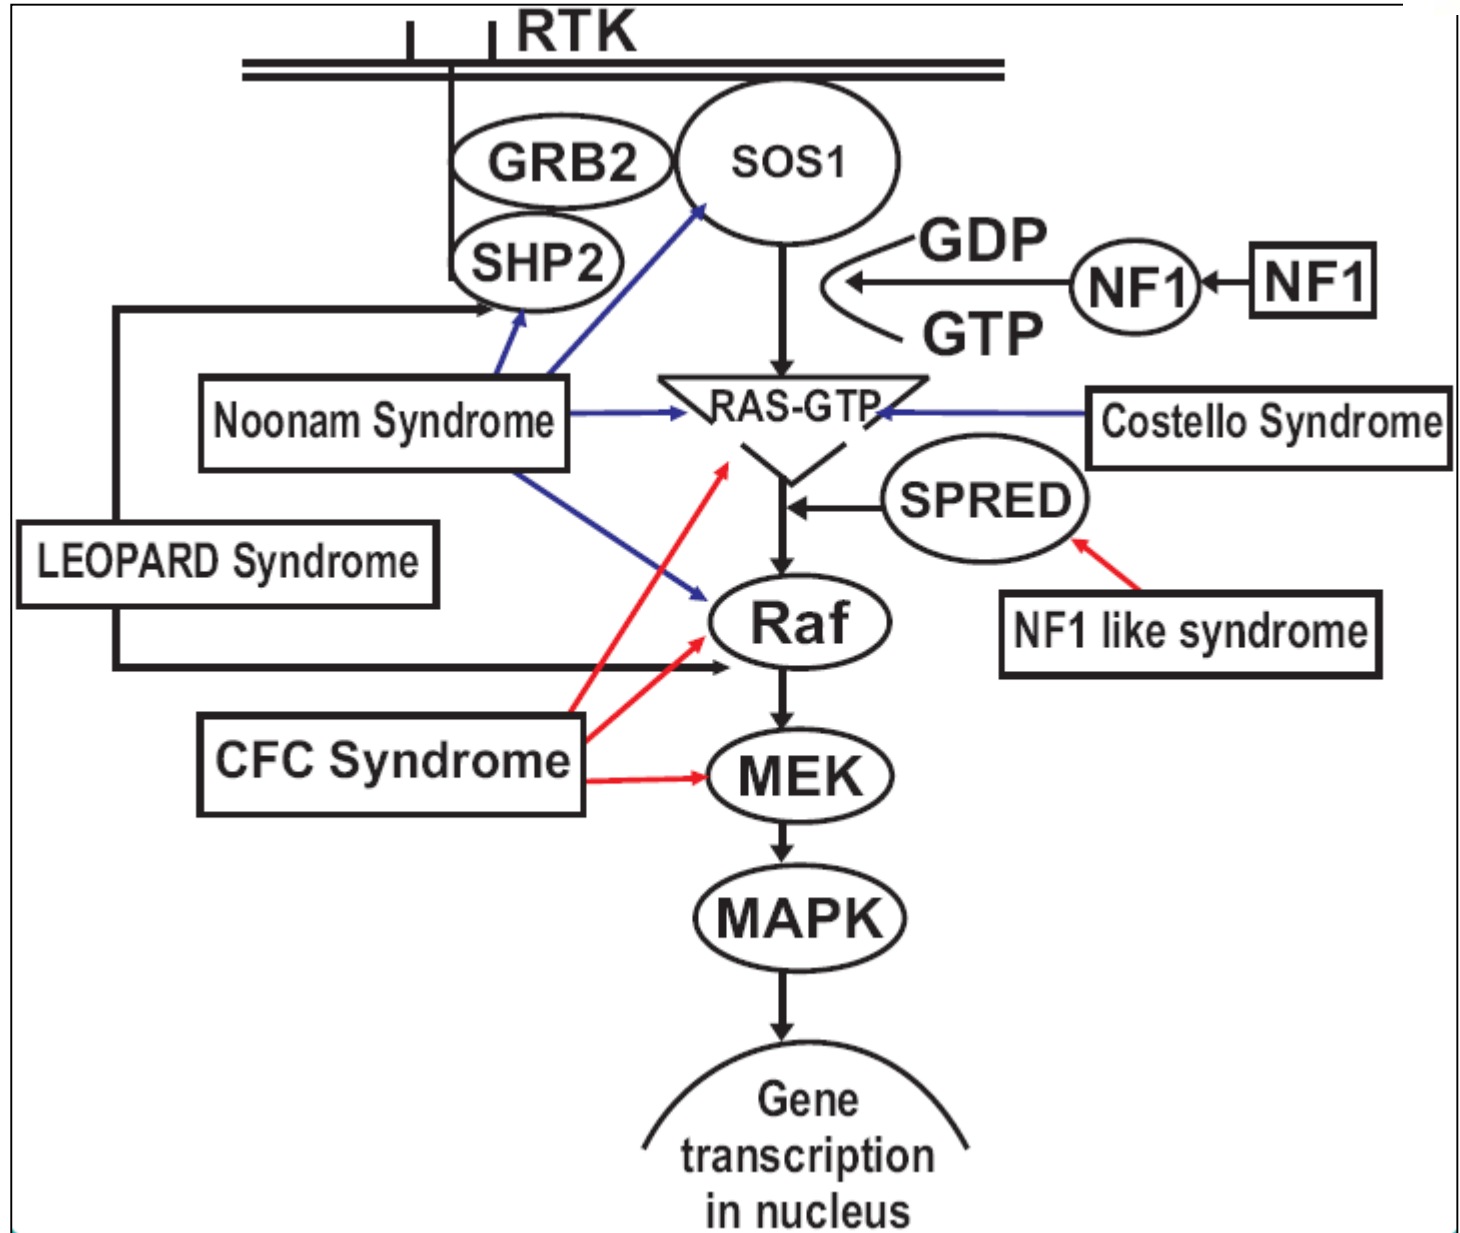 RTK
GRB2
SOS1
SHP2
GDP
NF1
NF1
GTP
Noonam Syndrome
RAS-GTP
Costello Syndrome
SPRED
LEOPARD Syndrome
Raf
NF1 like syndrome
CFC Syndrome
MEK
MAPK
Gene
transcription
in nucleus